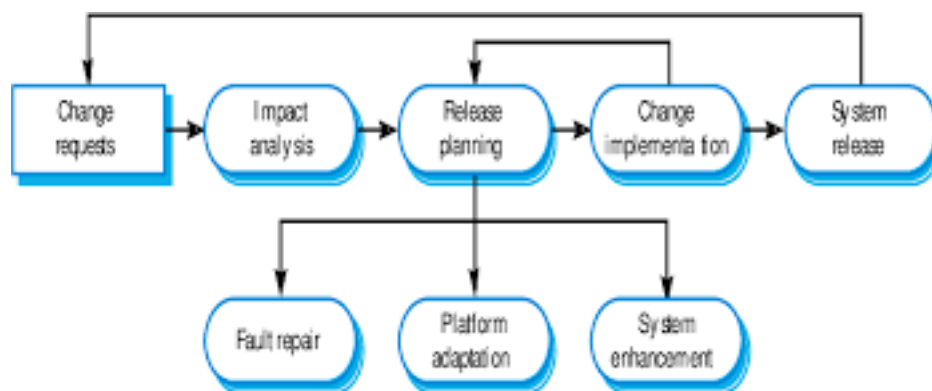 Change
requests
Impact
analysis
Release
planning
Change
implementation
System
release
Fault repair
Platform
adaptation
System
enhancement